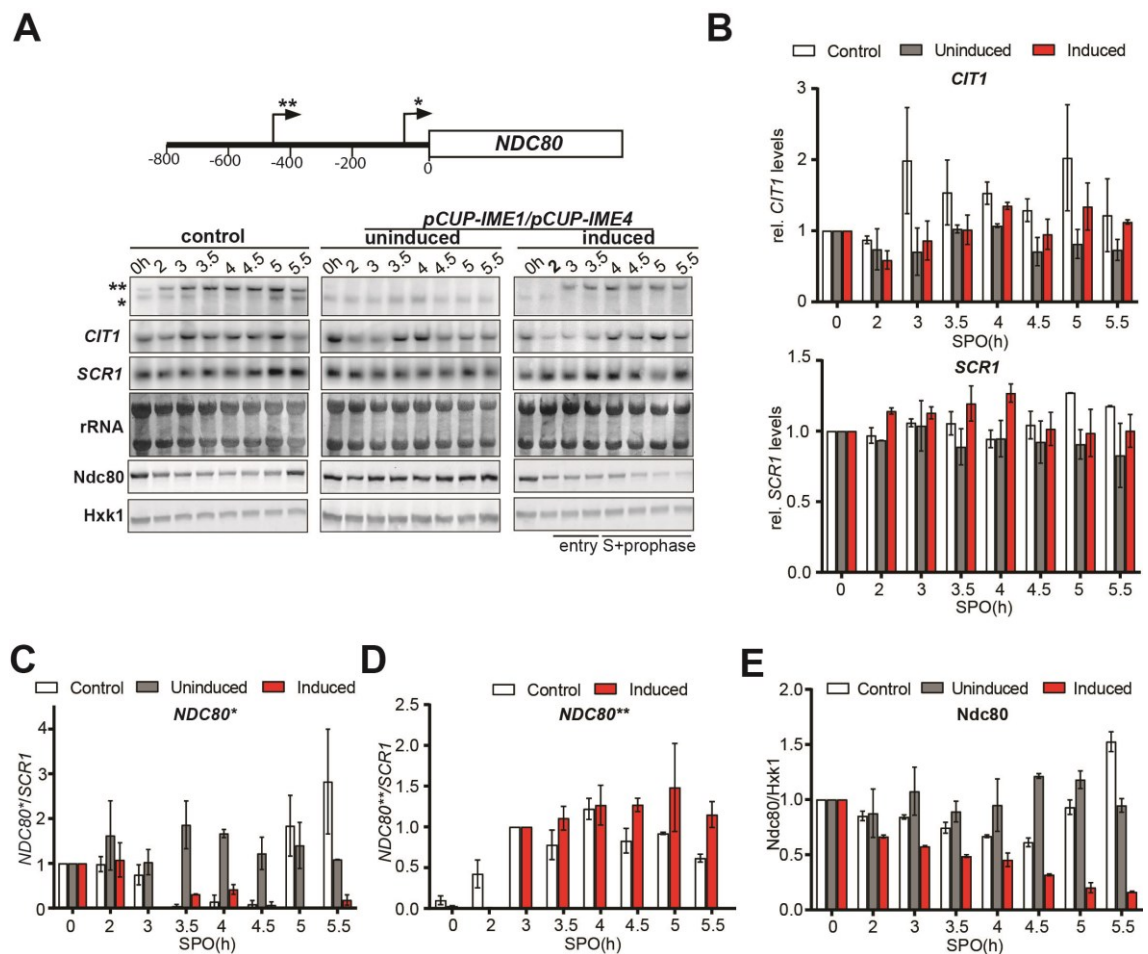 A
** *
NDC80
-800 -600 -400 -200 0
pCUP-IME1/pCUP-IME4
control uninduced induced
0h 2 3 3.5 4 4.5 5 5.5 0h 2 3 3.5 4 4.5 5 5.5 0h 2 3 3.5 4 4.5 5 5.5
**
*
CIT1
SCR1
rRNA
Ndc80
Hxk1
entry S+prophase
B
Control Uninduced Induced
CIT1
rel. CIT1 levels
3
2
1
0
0 2 3 3.5 4 4.5 5 5.5
SPO(h)
SCR1
rel. SCR1 levels
1.5
1.0
0.5
0.0
0 2 3 3.5 4 4.5 5 5.5
SPO(h)
C
Control Uninduced Induced
NDC80*
NDC80*/SCR1
4
3
2
1
0
0 2 3 3.5 4 4.5 5 5.5
SPO(h)
D
Control Induced
NDC80**
NDC80**/SCR1
2.5
2.0
1.5
1.0
0.5
0.0
0 2 3 3.5 4 4.5 5 5.5
SPO(h)
E
Control Uninduced Induced
Ndc80
Ndc80/Hxk1
2.0
1.5
1.0
0.5
0.0
0 2 3 3.5 4 4.5 5 5.5
SPO(h)